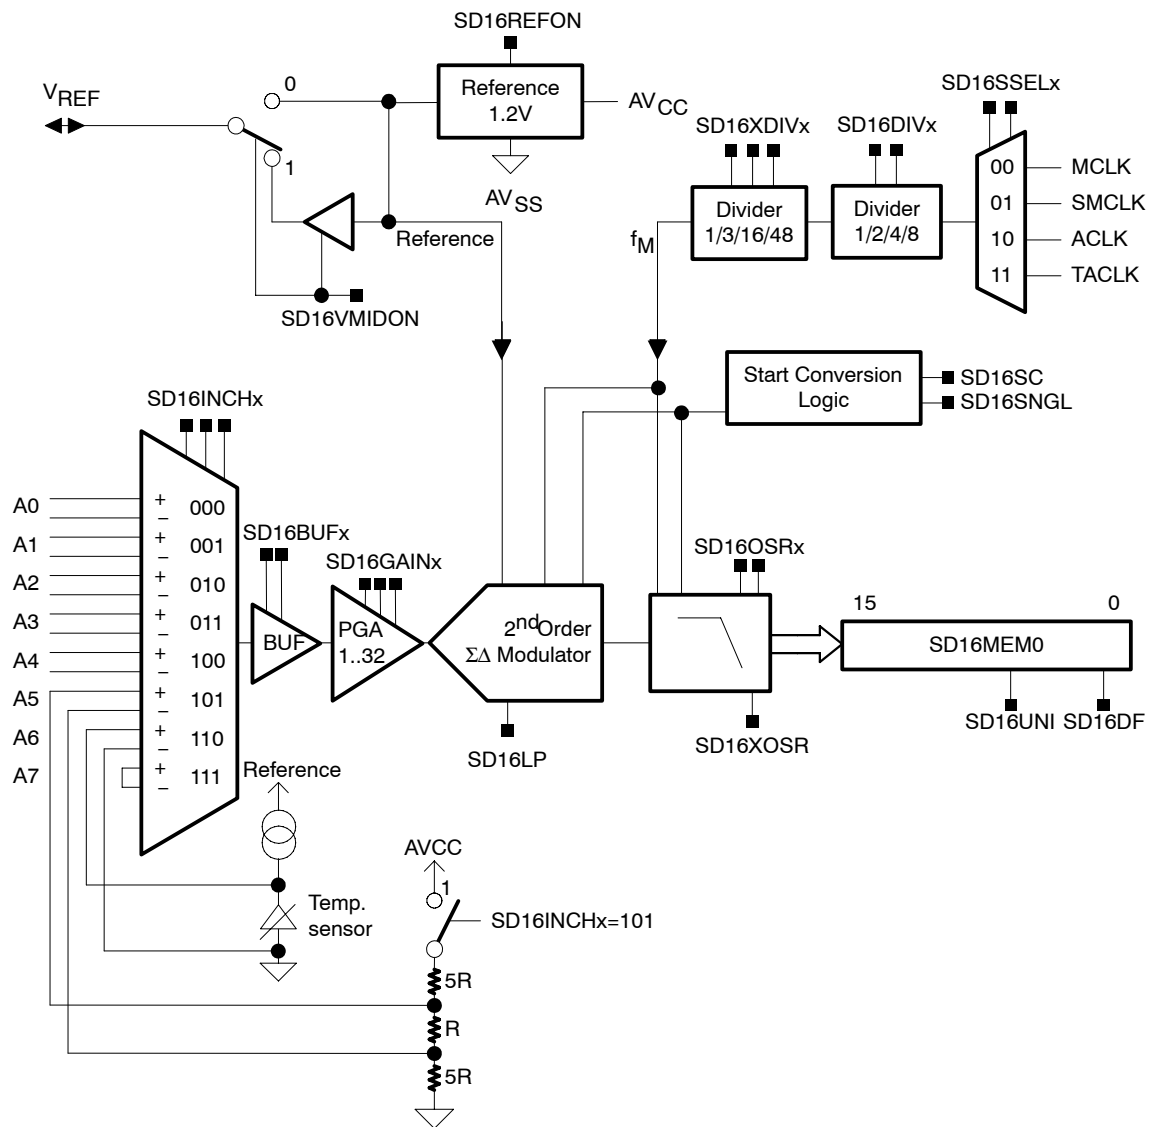 SD16REFON
VREF
0
Reference
1.2V
AVCC
AVSS
1
Reference
SD16VMIDON
SD16SSELx
SD16XDIVx
SD16DIVx
00
MCLK
01
SMCLK
10
ACLK
11
TACLK
Divider
1/3/16/48
Divider
1/2/4/8
fM
Start Conversion
Logic
SD16SC
SD16SNGL
SD16INCHx
A0
+
−
000
A1
+
−
001
A2
+
−
010
A3
+
−
011
A4
+
−
100
A5
+
−
101
A6
+
−
110
A7
+
−
111
SD16BUFx
BUF
SD16GAINx
PGA
1..32
2nd Order
ΣΔ Modulator
SD16LP
SD16OSRx
SD16XOSR
15
0
SD16MEM0
SD16UNI
SD16DF
Reference
Temp.
sensor
AVCC
1
SD16INCHx=101
5R
R
5R